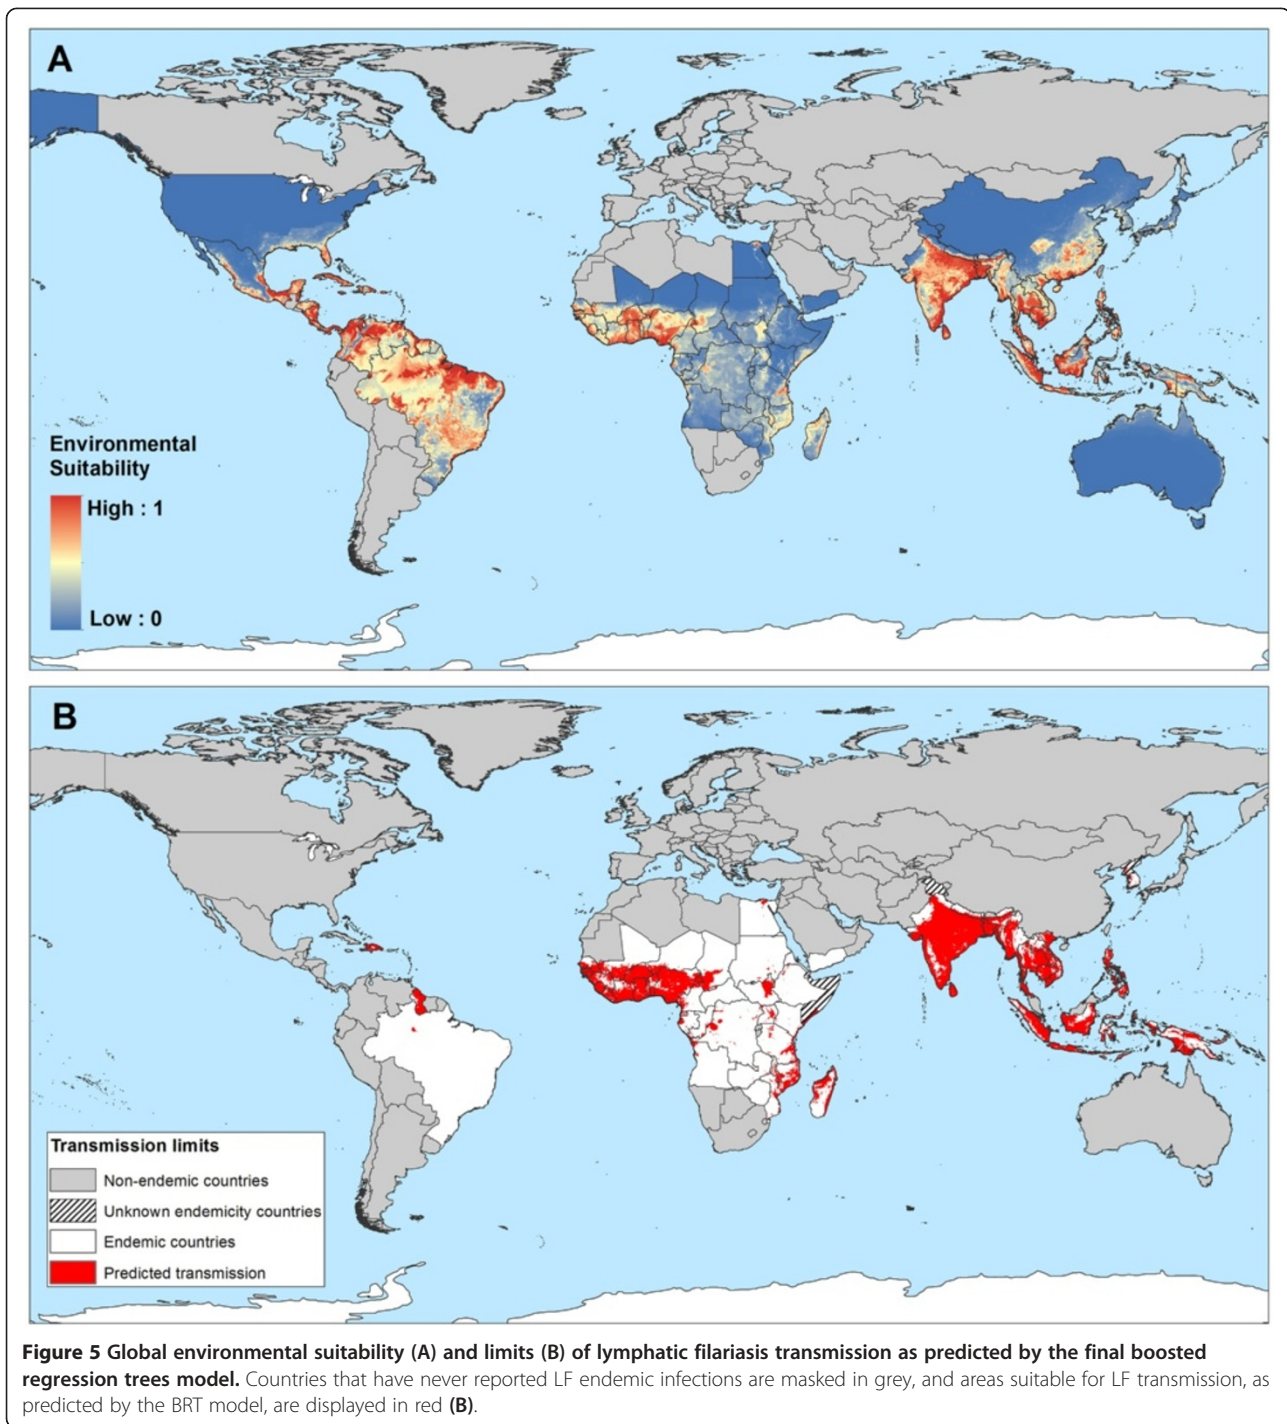 A
Environmental
Suitability
High : 1
Low : 0
B
Transmission limits
Non-endemic countries
Unknown endemicity countries
Endemic countries
Predicted transmission
Figure 5 Global environmental suitability (A) and limits (B) of lymphatic filariasis transmission as predicted by the final boosted
regression trees model. Countries that have never reported LF endemic infections are masked in grey, and areas suitable for LF transmission, as
predicted by the BRT model, are displayed in red (B).